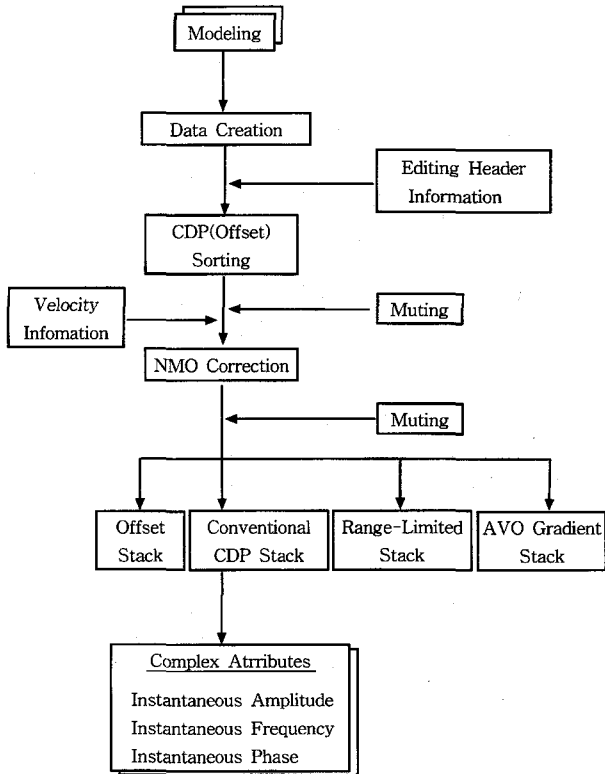 Modeling
Data Creation
Editing Header
Information
CDP(Offset)
Sorting
Velocity
Infomation
Muting
NMO Correction
Muting
Offset
Stack
Conventional
CDP Stack
Range-Limited
Stack
AVO Gradient
Stack
Complex Atrributes
Instantaneous Amplitude
Instantaneous Frequency
Instantaneous Phase